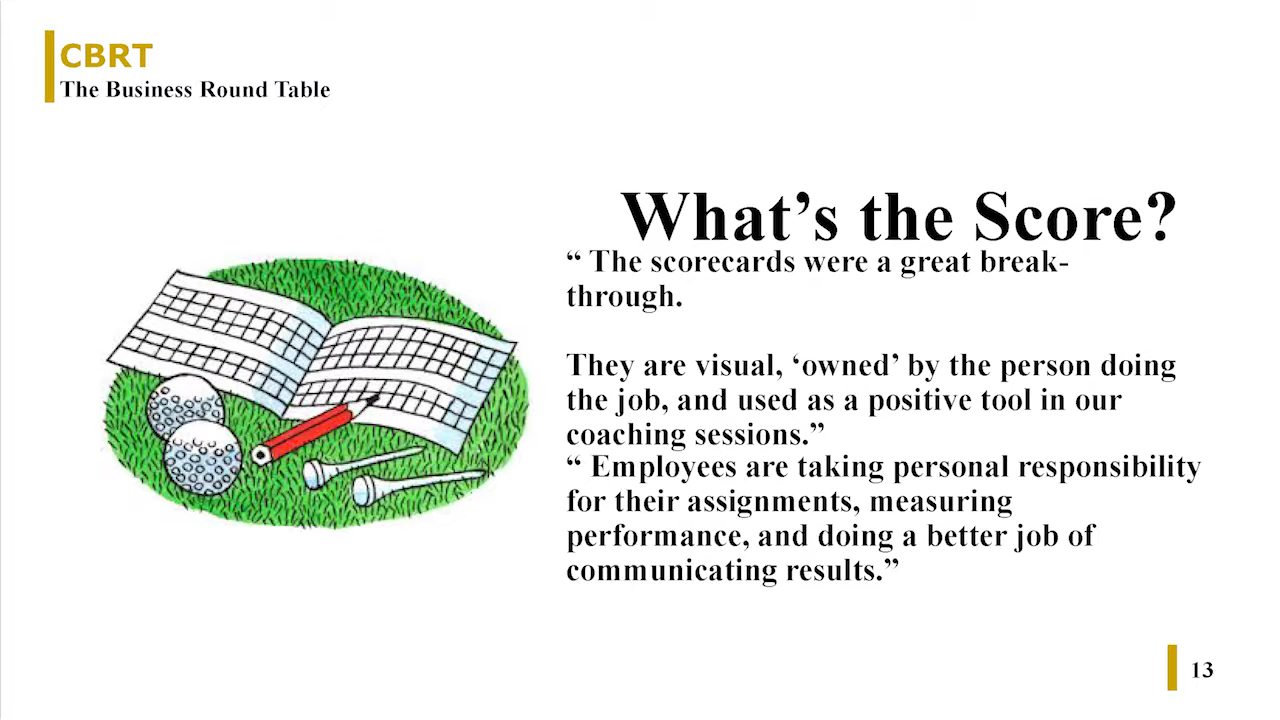 CBRT
The Business Round Table
What’s the Score?
“ The scorecards were a great break-
through.
They are visual, ‘owned’ by the person doing
the job, and used as a positive tool in our
coaching sessions.”
“ Employees are taking personal responsibility
for their assignments, measuring
performance, and doing a better job of
communicating results.”
13